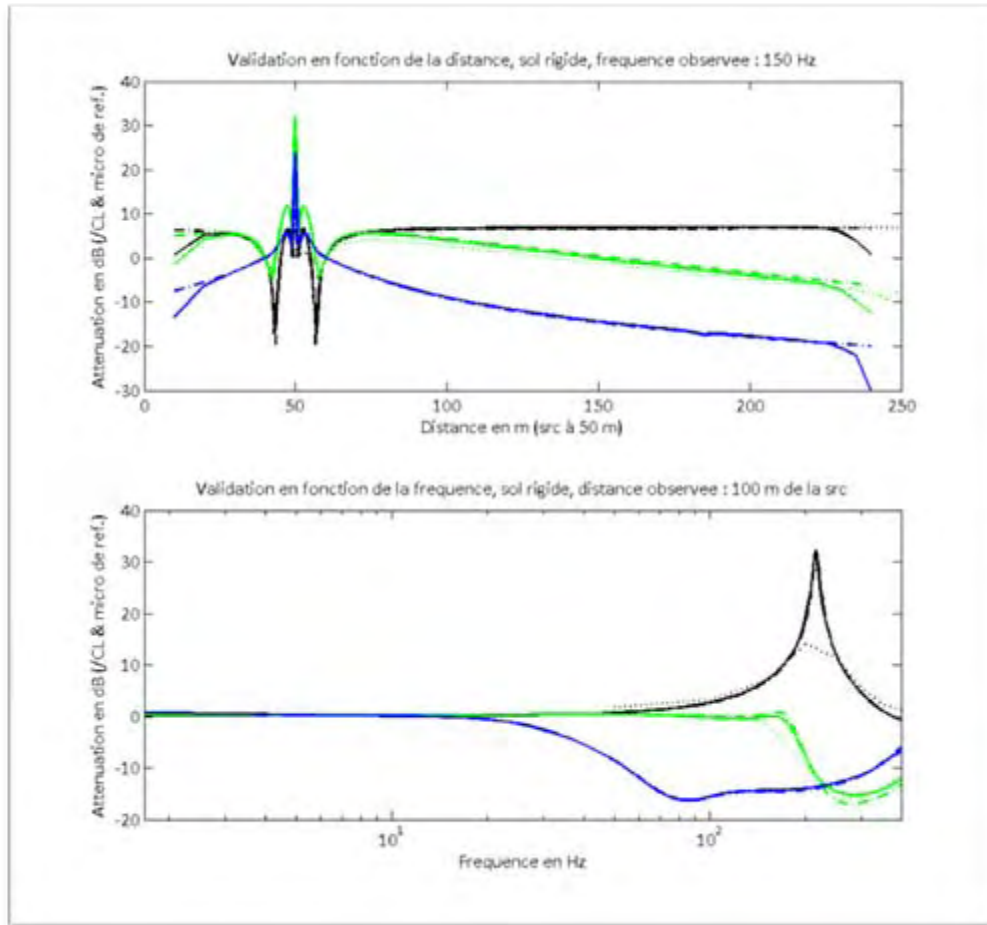 Validation en fonction de la distance, sol rigide, frequence observee : 150 Hz
Attenuation en dB (/CL & micro de ref.)
40
30
20
10
0
-10
-20
-30
0 50 100 150 200 250
Distance en m (src à 50 m)
Validation en fonction de la frequence, sol rigide, distance observee : 100 m de la src
Attenuation en dB (/CL & micro de ref.)
40
30
20
10
0
-10
-20
10¹ 10²
Frequence en Hz